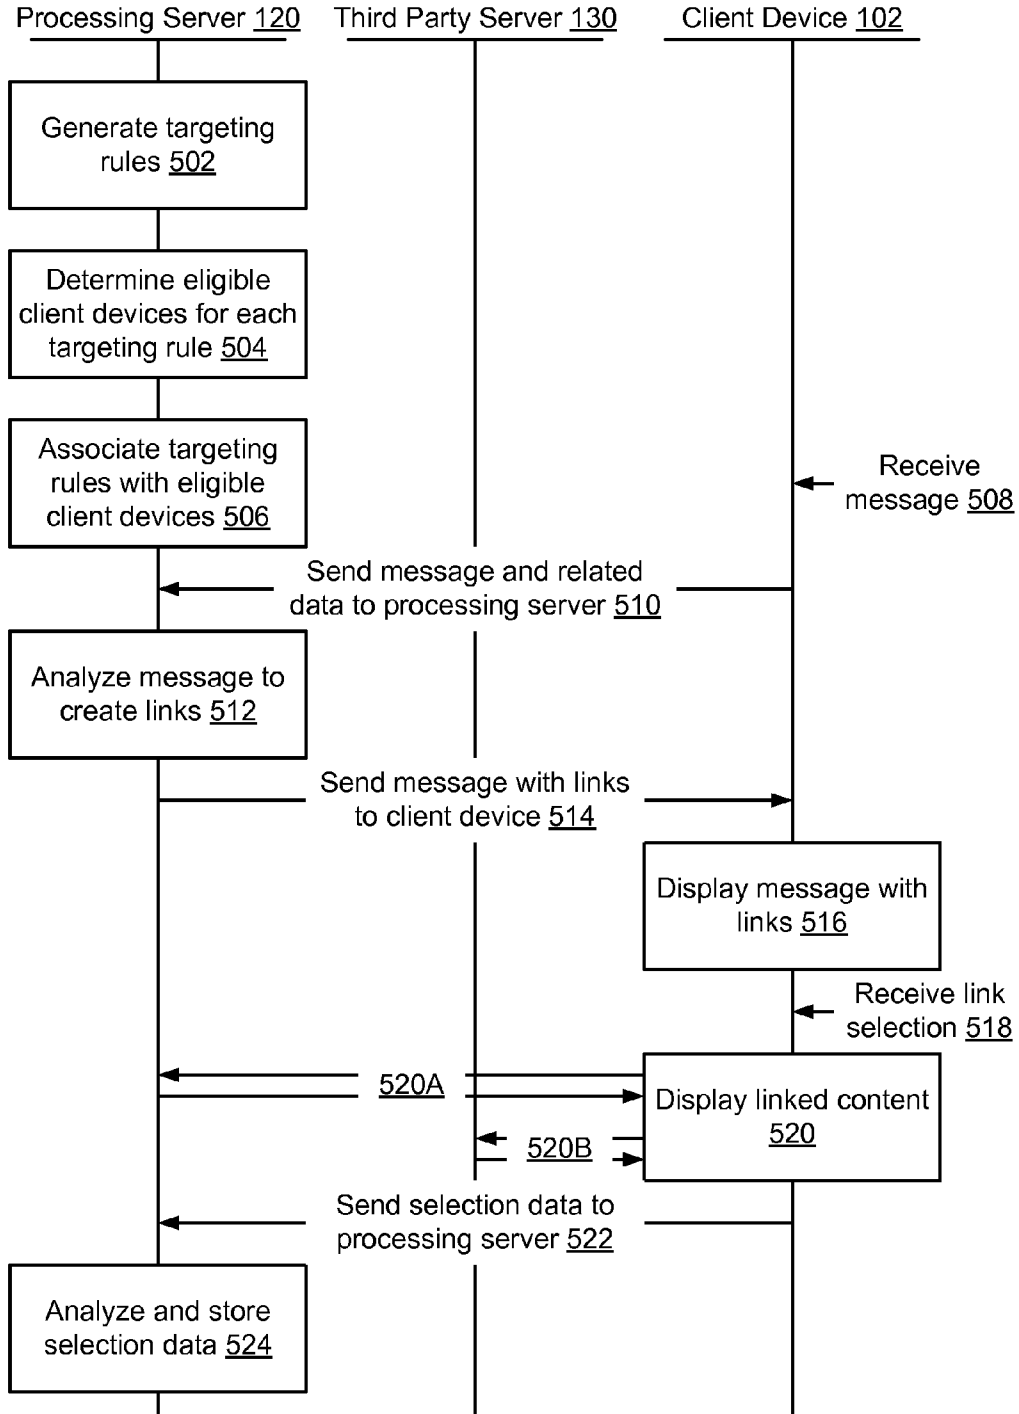 Processing Server 120
Third Party Server 130
Client Device 102
Generate targeting
rules 502
Determine eligible
client devices for each
targeting rule 504
Associate targeting
rules with eligible
client devices 506
Receive
message 508
Send message and related
data to processing server 510
Analyze message to
create links 512
Send message with links
to client device 514
Display message with
links 516
Receive link
selection 518
520A
Display linked content
520
520B
Send selection data to
processing server 522
Analyze and store
selection data 524